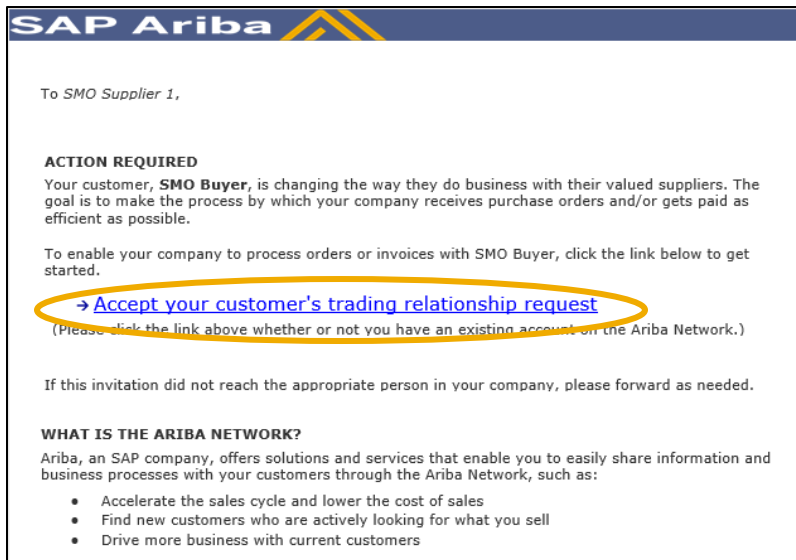 SAP Ariba
To SMO Supplier 1,
ACTION REQUIRED
Your customer, SMO Buyer, is changing the way they do business with their valued suppliers. The
goal is to make the process by which your company receives purchase orders and/or gets paid as
efficient as possible.
To enable your company to process orders or invoices with SMO Buyer, click the link below to get
started.
→ Accept your customer's trading relationship request
(Please click the link above whether or not you have an existing account on the Ariba Network.)
If this invitation did not reach the appropriate person in your company, please forward as needed.
WHAT IS THE ARIBA NETWORK?
Ariba, an SAP company, offers solutions and services that enable you to easily share information and
business processes with your customers through the Ariba Network, such as:
• Accelerate the sales cycle and lower the cost of sales
• Find new customers who are actively looking for what you sell
• Drive more business with current customers